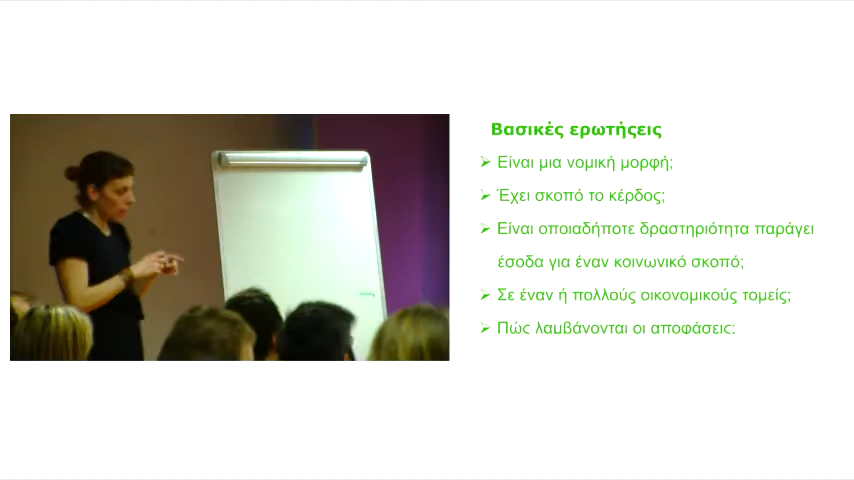 Βασικές ερωτήσεις
➢ Είναι μια νομική μορφή;
➢ Έχει σκοπό το κέρδος;
➢ Είναι οποιαδήποτε δραστηριότητα παράγει
έσοδα για έναν κοινωνικό σκοπό;
➢ Σε έναν ή πολλούς οικονομικούς τομείς;
➢ Πώς λαμβάνονται οι αποφάσεις;